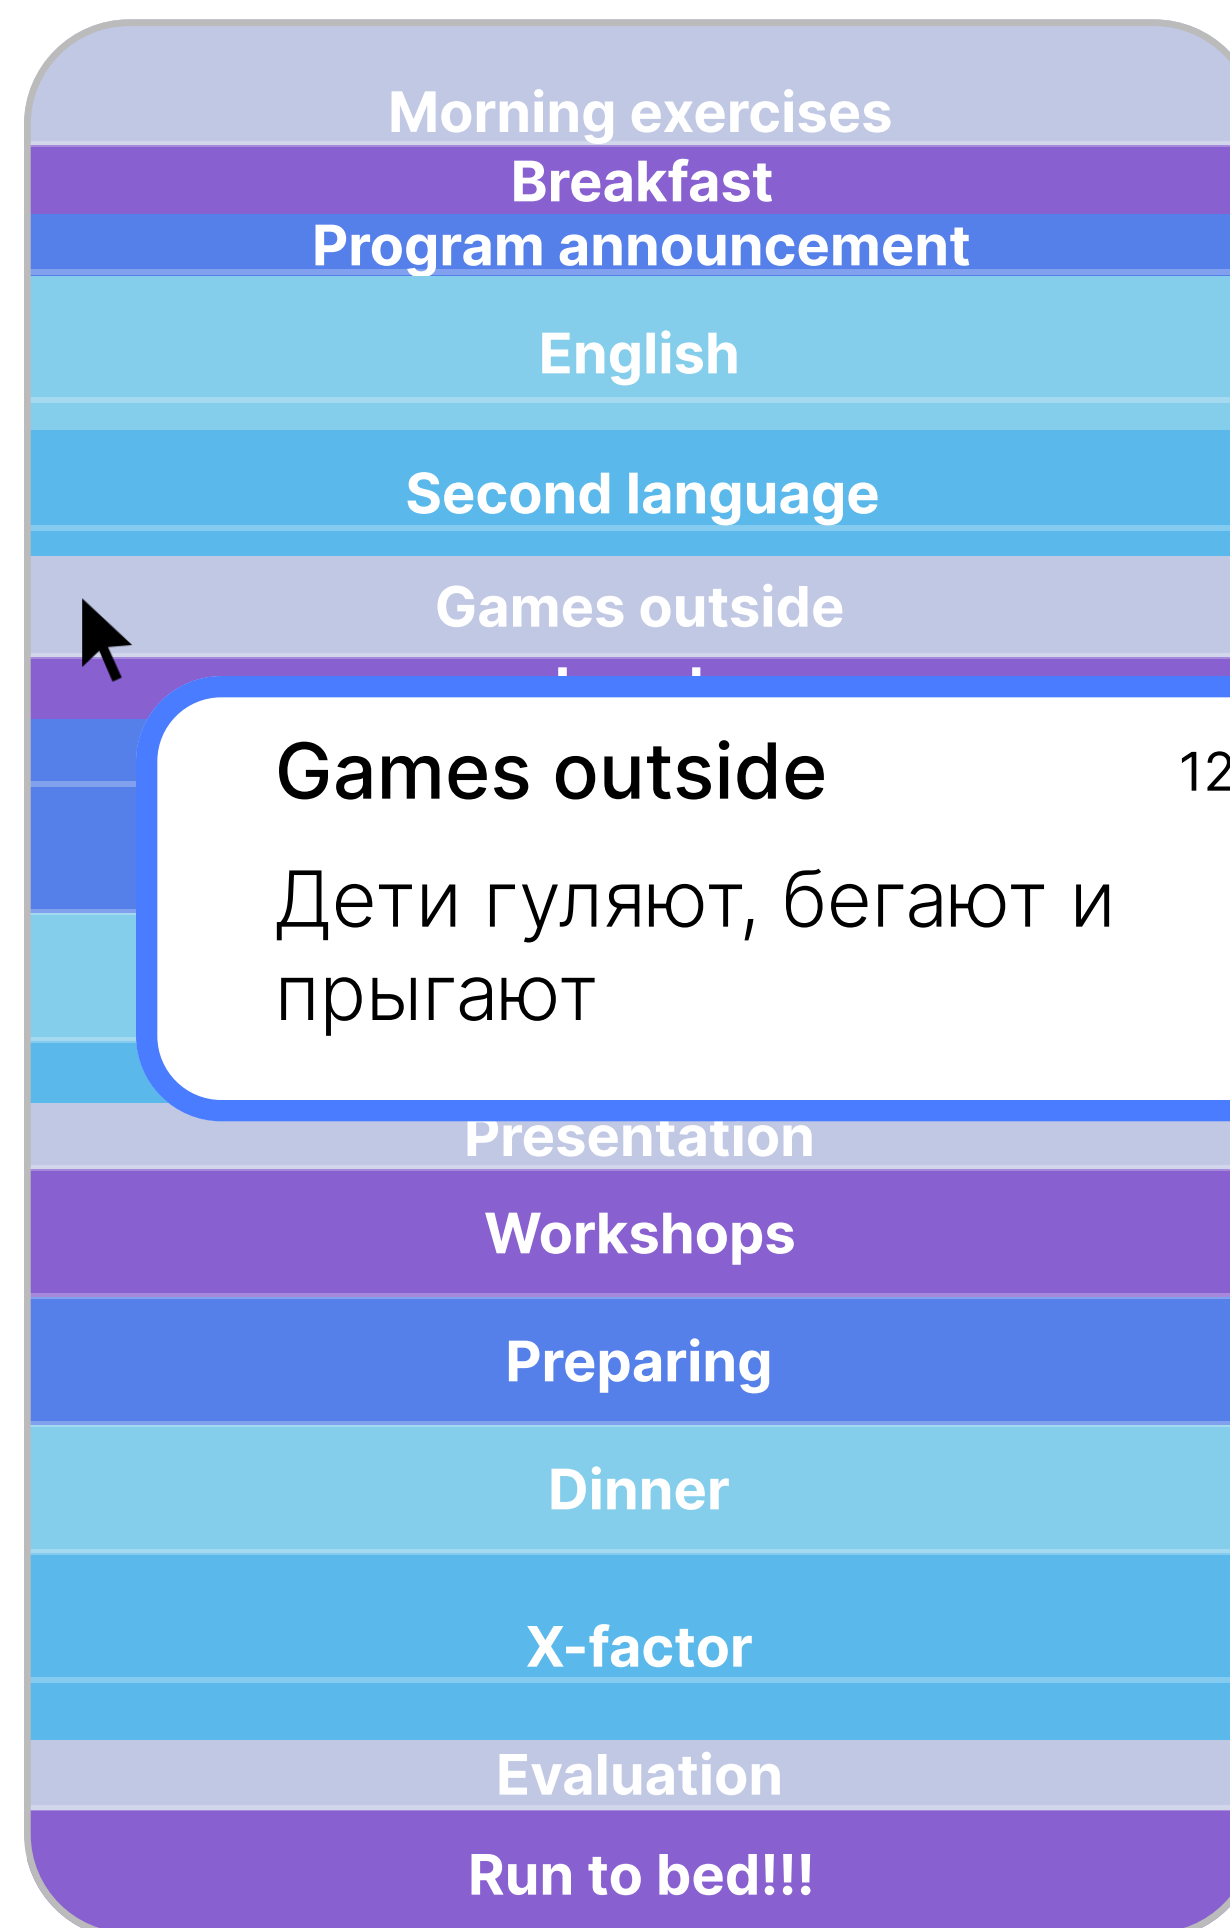 Morning exercises
Breakfast
Program announcement
English
Second language
Games outside
Games outside
12
Дети гуляют, бегают и
прыгают
Presentation
Workshops
Preparing
Dinner
X-factor
Evaluation
Run to bed!!!